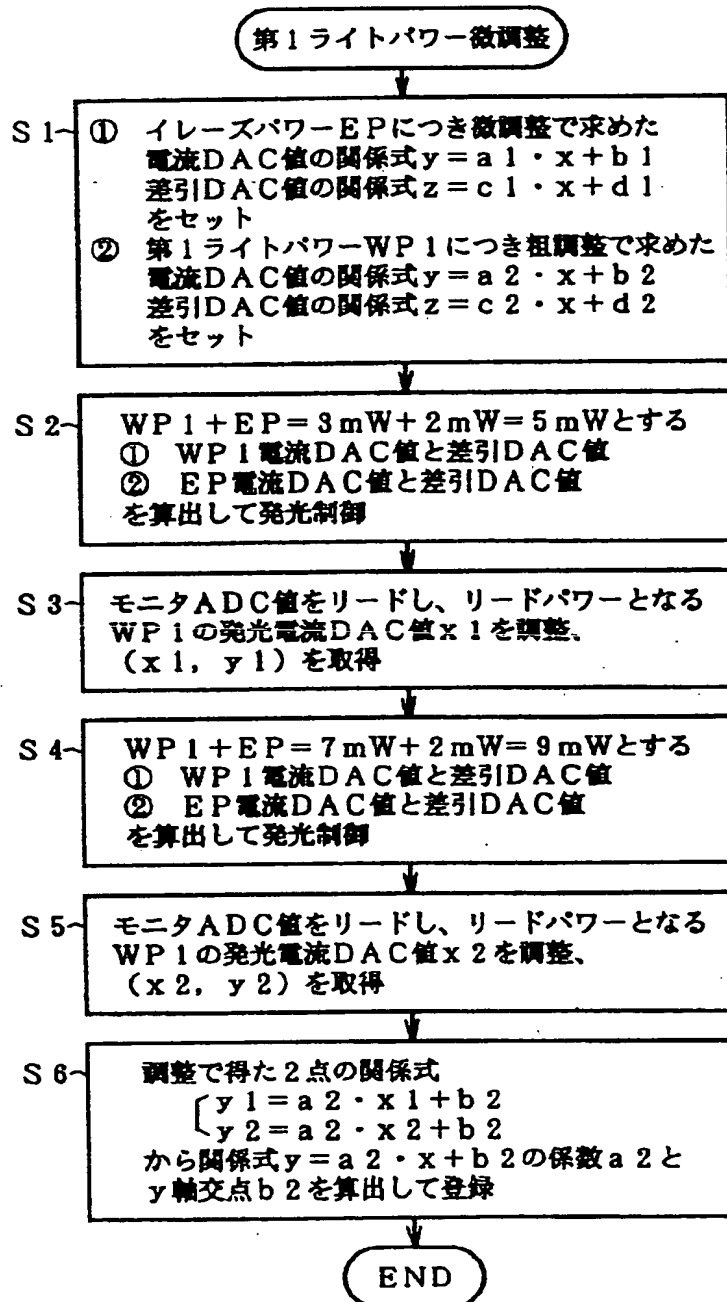 第1ライトパワー微調整
S1
① イレーズパワーEPにつき微調整で求めた
電流DAC値の関係式y=a1・x+b1
差引DAC値の関係式z=c1・x+d1
をセット
② 第1ライトパワーWP1につき粗調整で求めた
電流DAC値の関係式y=a2・x+b2
差引DAC値の関係式z=c2・x+d2
をセット
S2
WP1+EP=3mW+2mW=5mWとする
① WP1電流DAC値と差引DAC値
② EP電流DAC値と差引DAC値
を算出して発光制御
S3
モニタADC値をリードし、リードパワーとなる
WP1の発光電流DAC値x1を調整、
(x1, y1)を取得
S4
WP1+EP=7mW+2mW=9mWとする
① WP1電流DAC値と差引DAC値
② EP電流DAC値と差引DAC値
を算出して発光制御
S5
モニタADC値をリードし、リードパワーとなる
WP1の発光電流DAC値x2を調整、
(x2, y2)を取得
S6
調整で得た2点の関係式
y1=a2・x1+b2
y2=a2・x2+b2
から関係式y=a2・x+b2の係数a2と
y軸交点b2を算出して登録
END